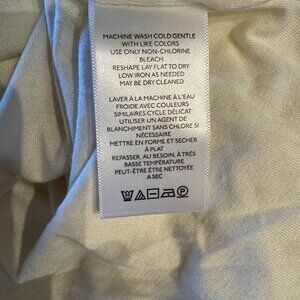 MACHINE WASH COLD GENTLE
WITH LIKE COLORS
USE ONLY NON-CHLORINE
BLEACH
RESHAPE LAY FLAT TO DRY
LOW IRON AS NEEDED
MAY BE DRY CLEANED
LAVER À LA MACHINE À L'EAU
FROIDE AVEC COULEURS
SIMILAIRES CYCLE DÉLICAT
UTILISER UN AGENT DE
BLANCHIMENT SANS CHLORE SI
NÉCESSAIRE
METTRE EN FORME ET SÉCHER
À PLAT
REPASSER, AU BESOIN, À TRÈS
BASSE TEMPÉRATURE
PEUT-ÊTRE ÊTRE NETTOYÉE
A SEC
P